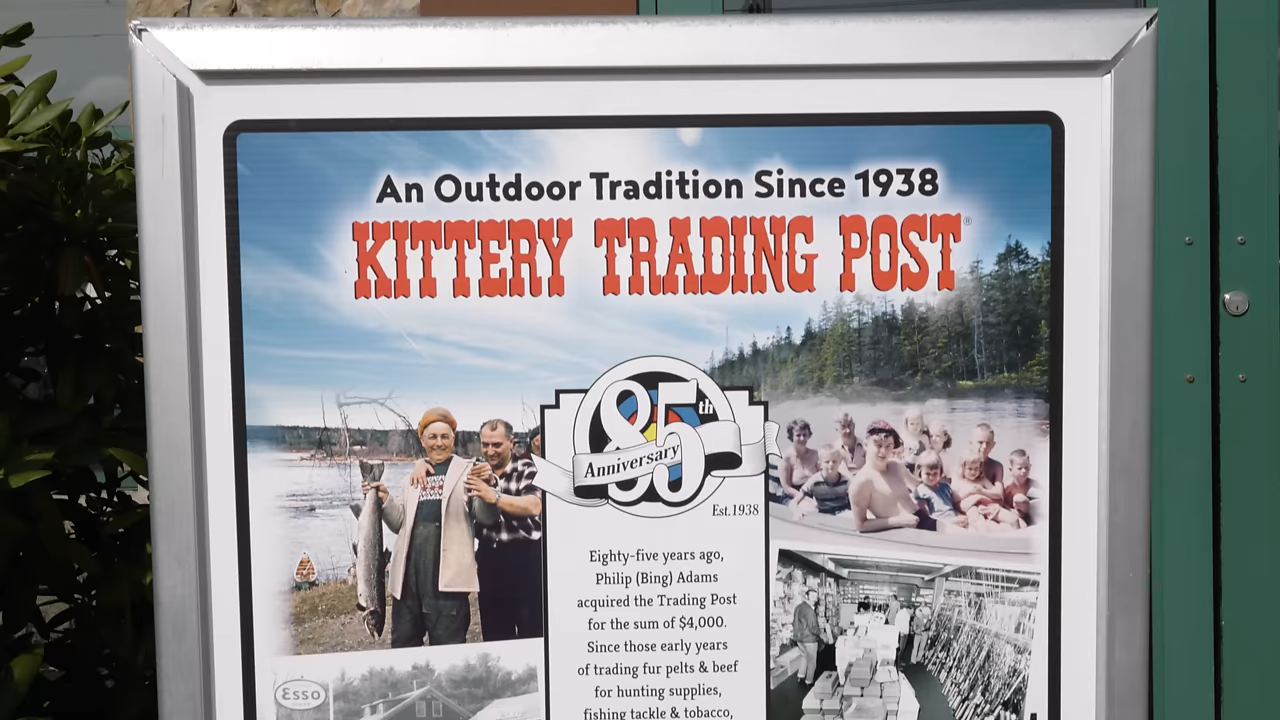 An Outdoor Tradition Since 1938
KITTERY TRADING POST®
85th
Anniversary
Est.1938
Eighty-five years ago,
Philip (Bing) Adams
acquired the Trading Post
for the sum of $4,000.
Since those early years
of trading fur pelts & beef
for hunting supplies,
fishing tackle & tobacco,
Esso